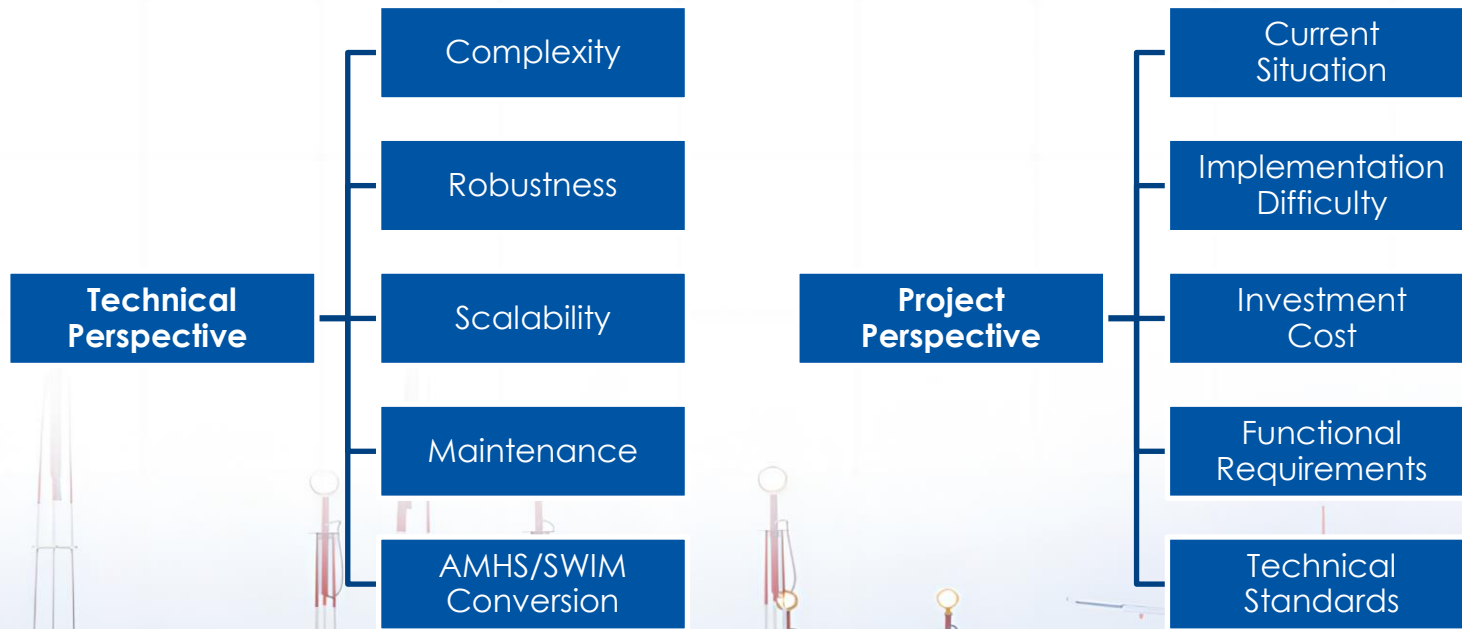 Technical
Perspective
Complexity
Robustness
Scalability
Maintenance
AMHS/SWIM
Conversion
Project
Perspective
Current
Situation
Implementation
Difficulty
Investment
Cost
Functional
Requirements
Technical
Standards